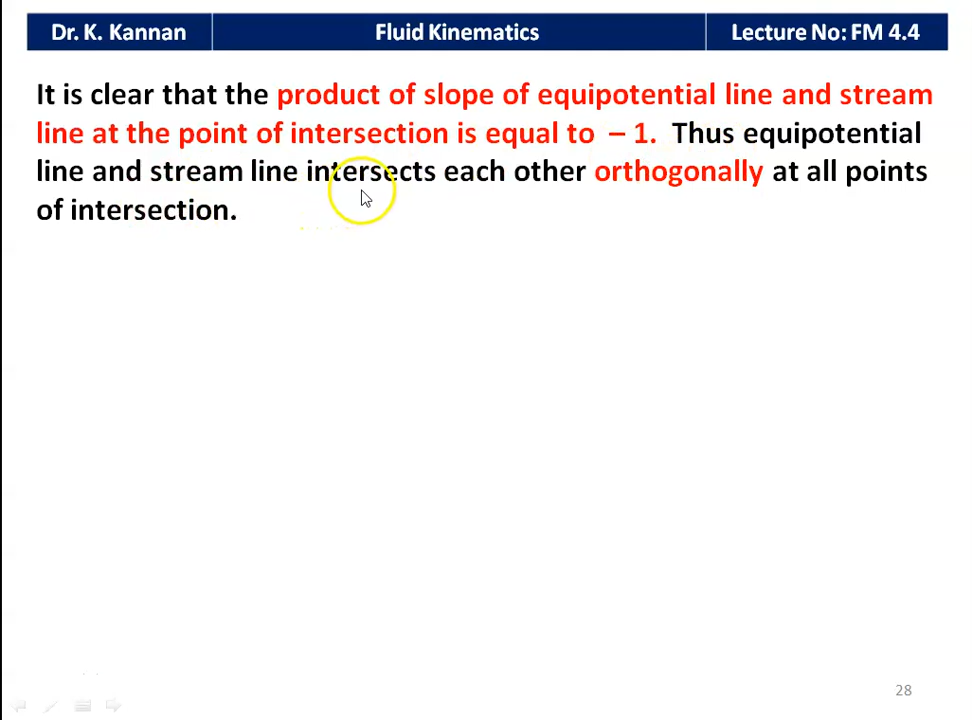 Dr. K. Kannan
Fluid Kinematics
Lecture No: FM 4.4
It is clear that the product of slope of equipotential line and stream
line at the point of intersection is equal to – 1. Thus equipotential
line and stream line intersects each other orthogonally at all points
of intersection.
28